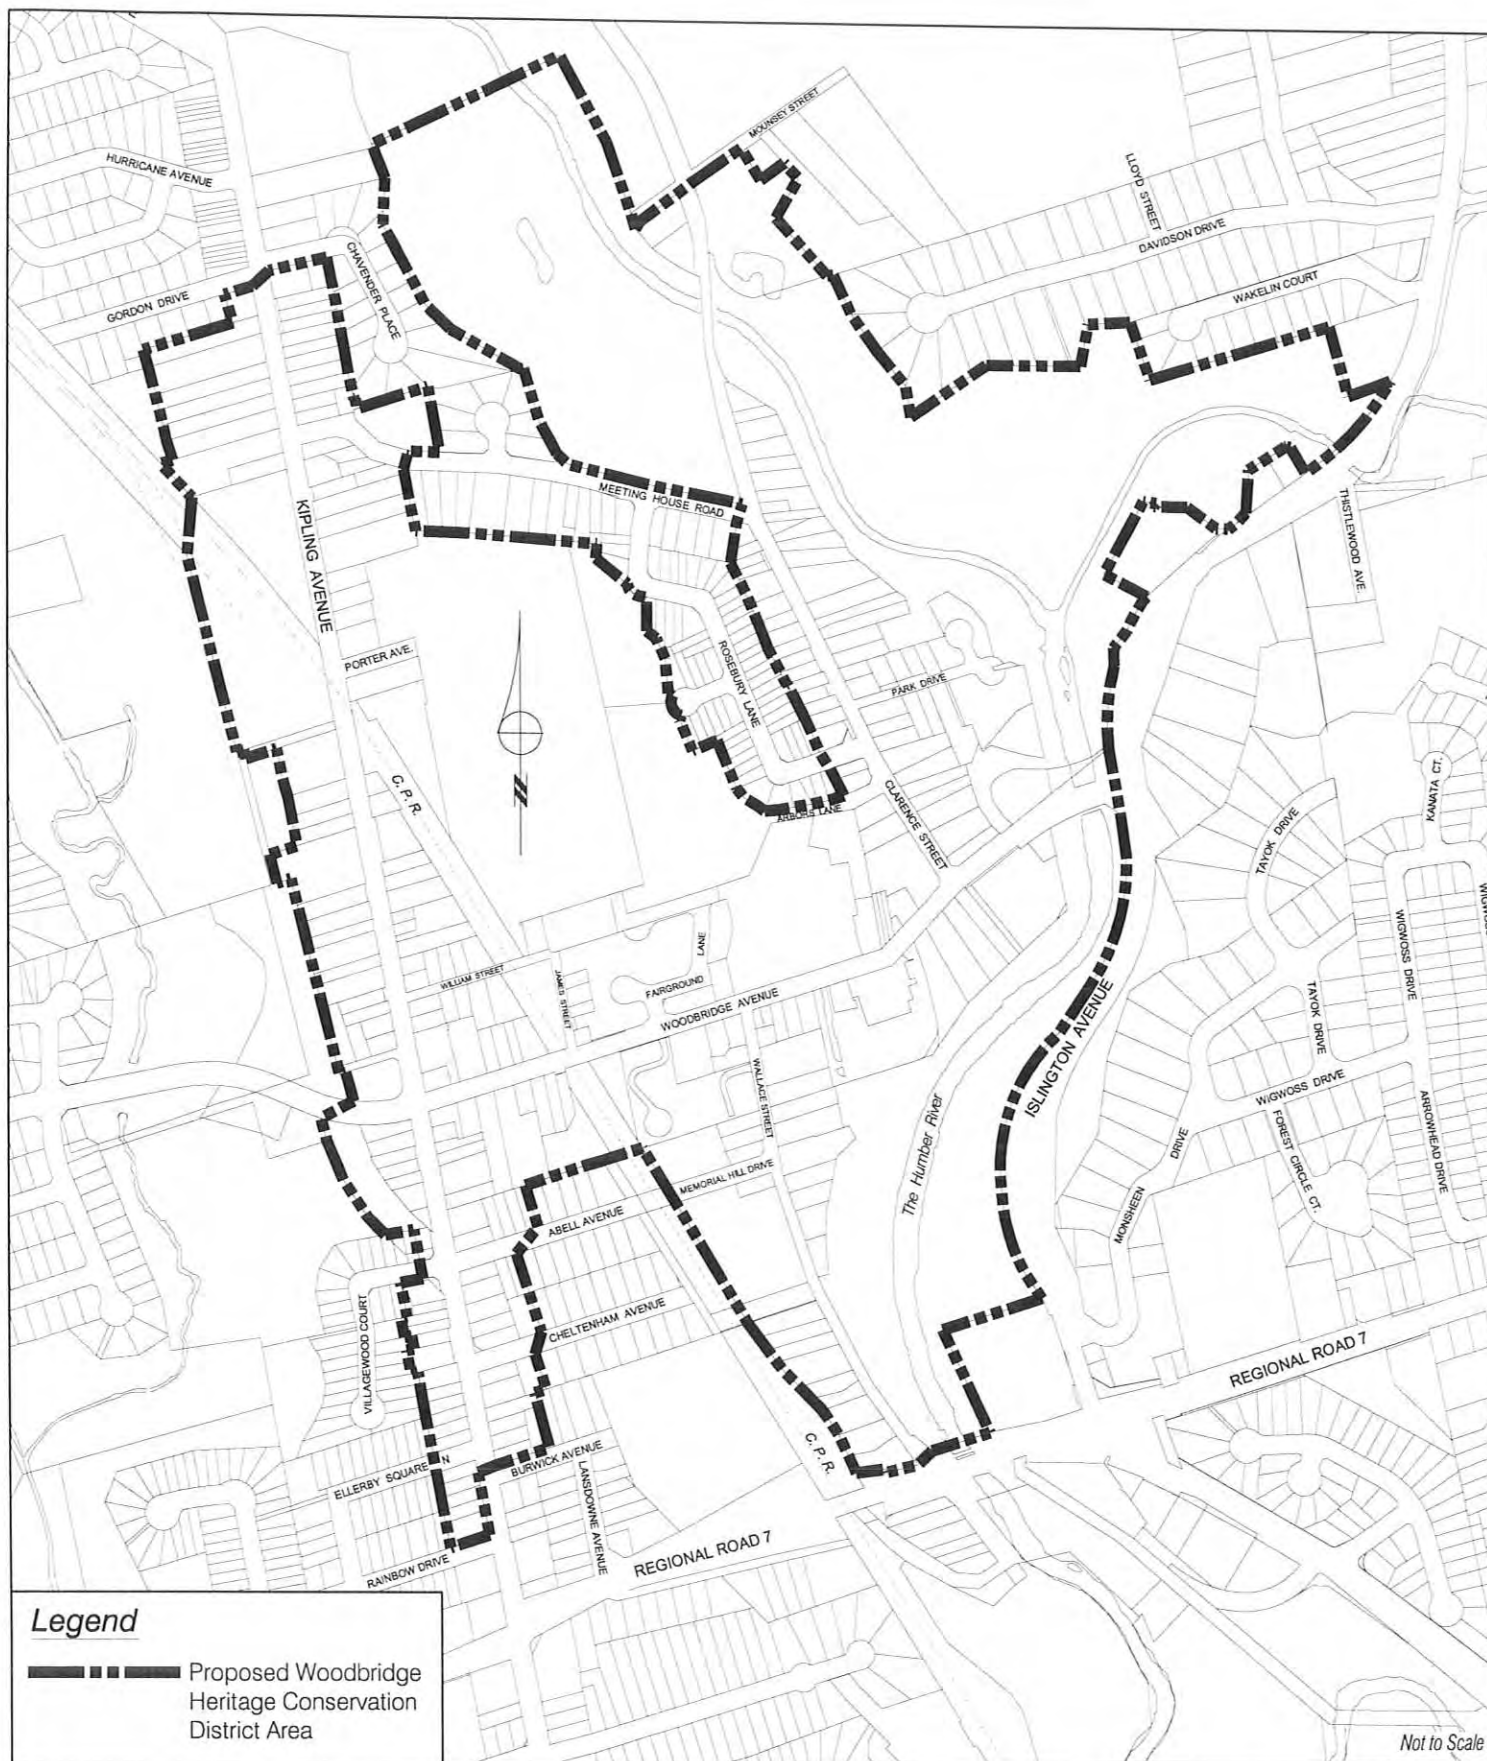 MOUNSEY STREET
HURRICANE AVENUE
LLOYD STREET
DAVIDSON DRIVE
CHAVENDER PLACE
WAKELIN COURT
GORDON DRIVE
MEETING HOUSE ROAD
THISTLEWOOD AVE.
KIPLING AVENUE
PORTER AVE.
ROSEBURY LANE
PARK DRIVE
C. P. R.
N
KANATA CT.
TAYOK DRIVE
ARBORS LANE
CLARENCE STREET
WIGWOSS
WIGWOSS DRIVE
LANE
FAIRGROUND
WILLIAM STREET
JAMES STREET
WOODBRIDGE AVENUE
TAYOK DRIVE
ISLINGTON AVENUE
WALLACE STREET
WIGWOSS DRIVE
The Humber River
ARROWHEAD DRIVE
FOREST CIRCLE CT.
DRIVE
MONSHEEN
MEMORIAL HILL DRIVE
ABELL AVENUE
VILLAGEWOOD COURT
CHELTENHAM AVENUE
REGIONAL ROAD 7
C. P. R.
BURWICK AVENUE
ELLERBY SQUARE N
LANSDOWNE AVENUE
RAINBOW DRIVE
REGIONAL ROAD 7
Legend
Proposed Woodbridge
Heritage Conservation
District Area
Not to Scale